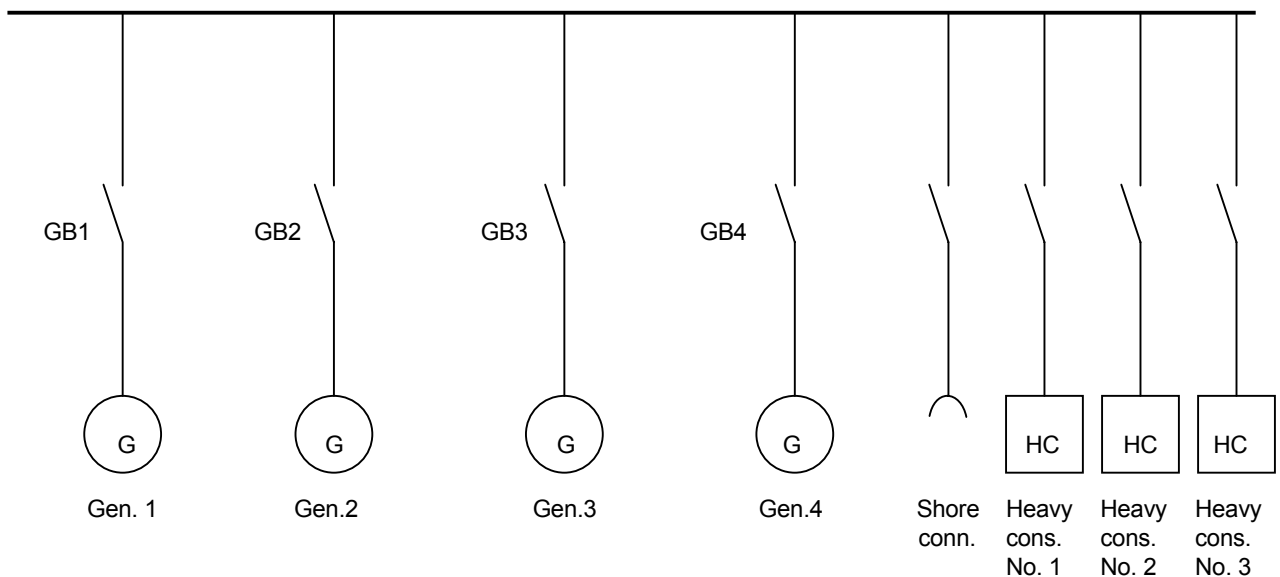 GB1
GB2
GB3
GB4
G
G
G
G
HC
HC
HC
Gen. 1
Gen.2
Gen.3
Gen.4
Shore
conn.
Heavy
cons.
No. 1
Heavy
cons.
No. 2
Heavy
cons.
No. 3